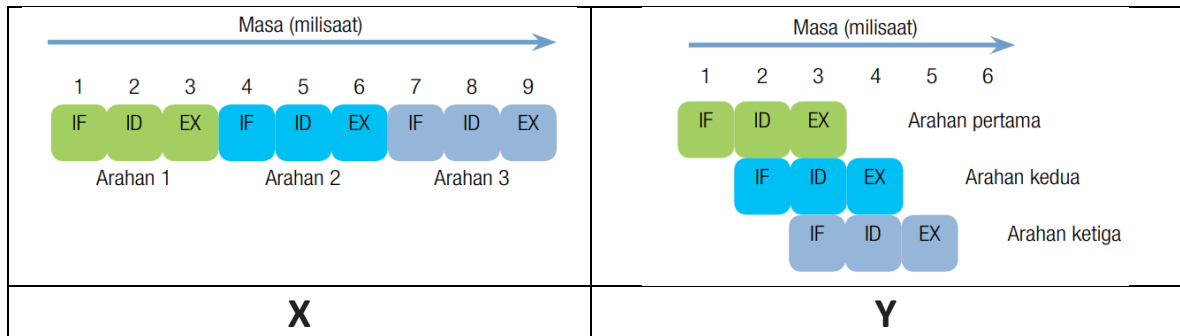 Masa (milisaat)
1 2 3 4 5 6 7 8 9
IF ID EX IF ID EX IF ID EX
Arahan 1 Arahan 2 Arahan 3
X
Masa (milisaat)
1 2 3 4 5 6
IF ID EX Arahan pertama
IF ID EX Arahan kedua
IF ID EX Arahan ketiga
Y